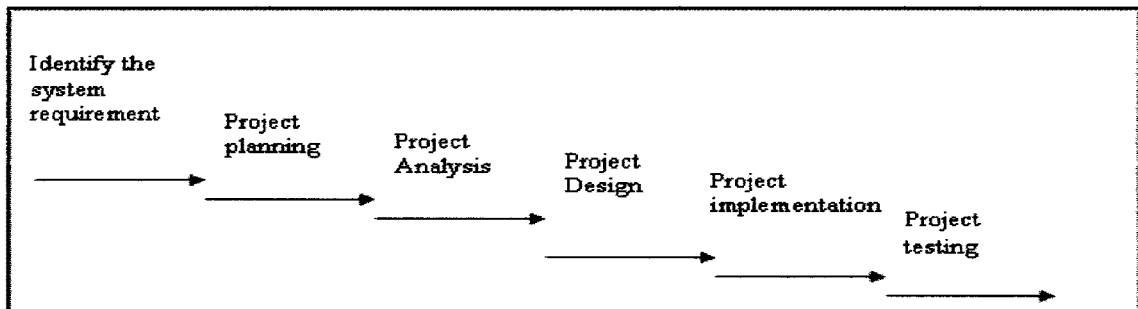 Identify the
system
requirement
Project
planning
Project
Analysis
Project
Design
Project
implementation
Project
testing